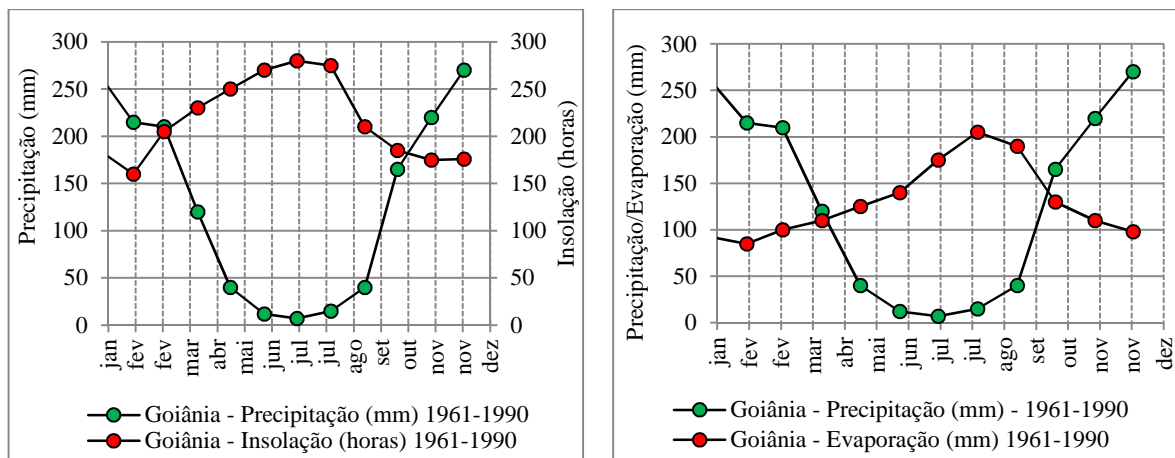 Precipitação (mm)
300
250
200
150
100
50
0
300
250
200
150
100
50
0
Insolação (horas)
jan
fev
fev
mar
abr
mai
jun
jul
jul
ago
set
out
nov
nov
dez
Goiânia - Precipitação (mm) 1961-1990
Goiânia - Insolação (horas) 1961-1990
Precipitação/Evaporação (mm)
300
250
200
150
100
50
0
jan
fev
fev
mar
abr
mai
jun
jul
jul
ago
set
out
nov
nov
dez
Goiânia - Precipitação (mm) - 1961-1990
Goiânia - Evaporação (mm) 1961-1990